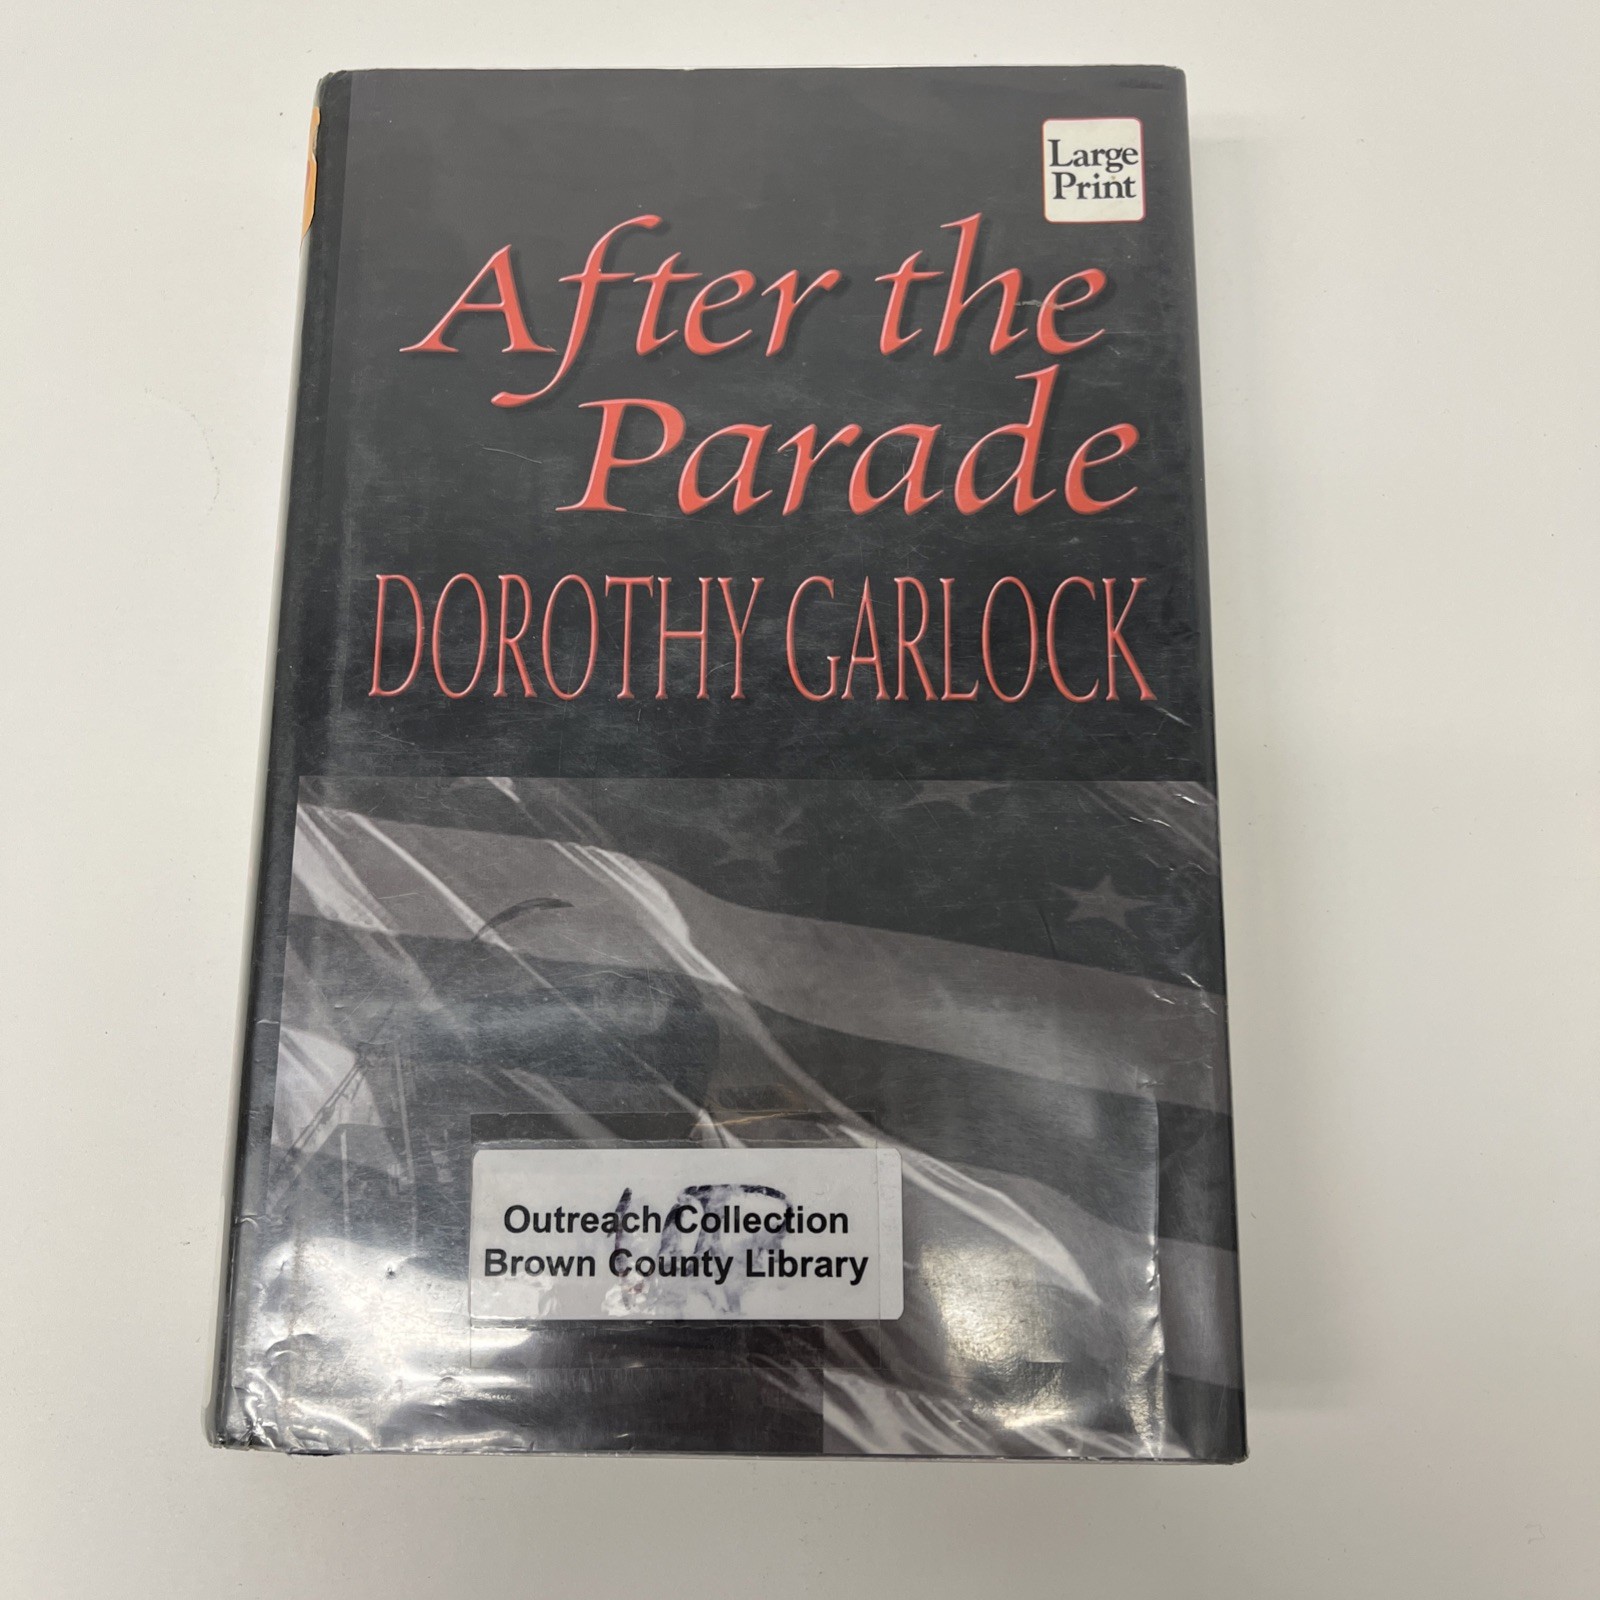 Large
Print
After the
Parade
DOROTHY GARLOCK
Outreach Collection
Brown County Library